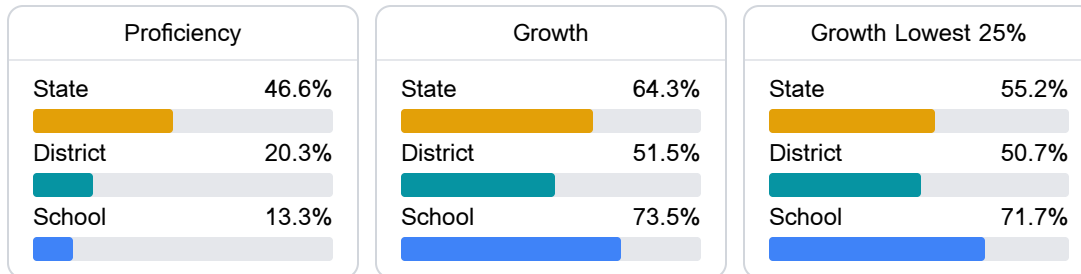 Proficiency
State 46.6%
District 20.3%
School 13.3%
Growth
State 64.3%
District 51.5%
School 73.5%
Growth Lowest 25%
State 55.2%
District 50.7%
School 71.7%